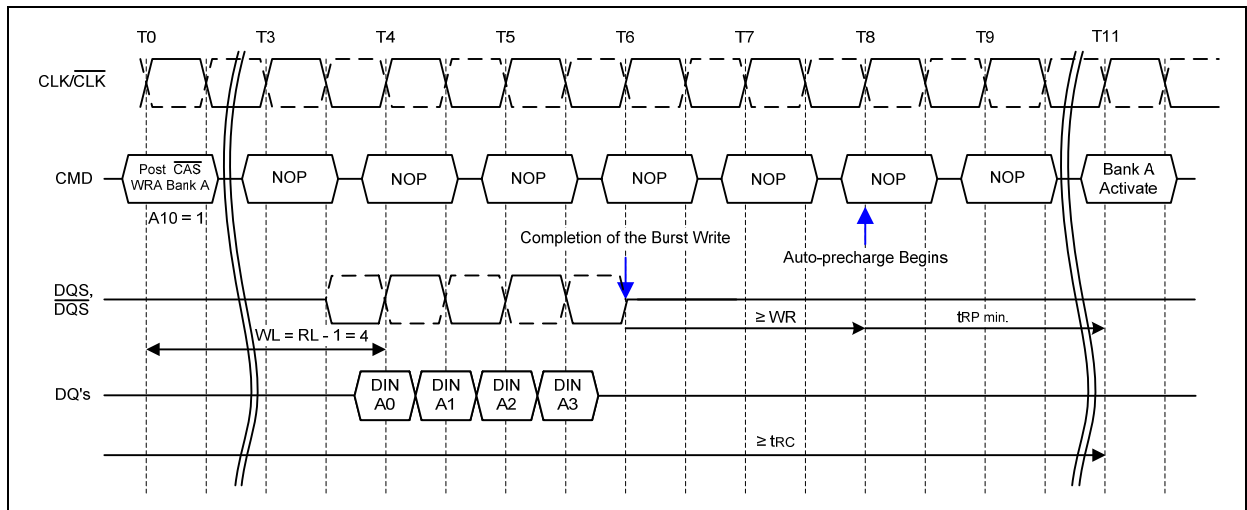 T0 T3 T4 T5 T6 T7 T8 T9 T11
CLK/CLK
CMD
Post CAS
WRA Bank A
NOP NOP NOP NOP NOP NOP NOP
Bank A
Activate
A10 = 1
Completion of the Burst Write
Auto-precharge Begins
DQS,
DQS
≥ WR
tRP min.
WL = RL - 1 = 4
DQ's
DIN
A0
DIN
A1
DIN
A2
DIN
A3
≥ tRC